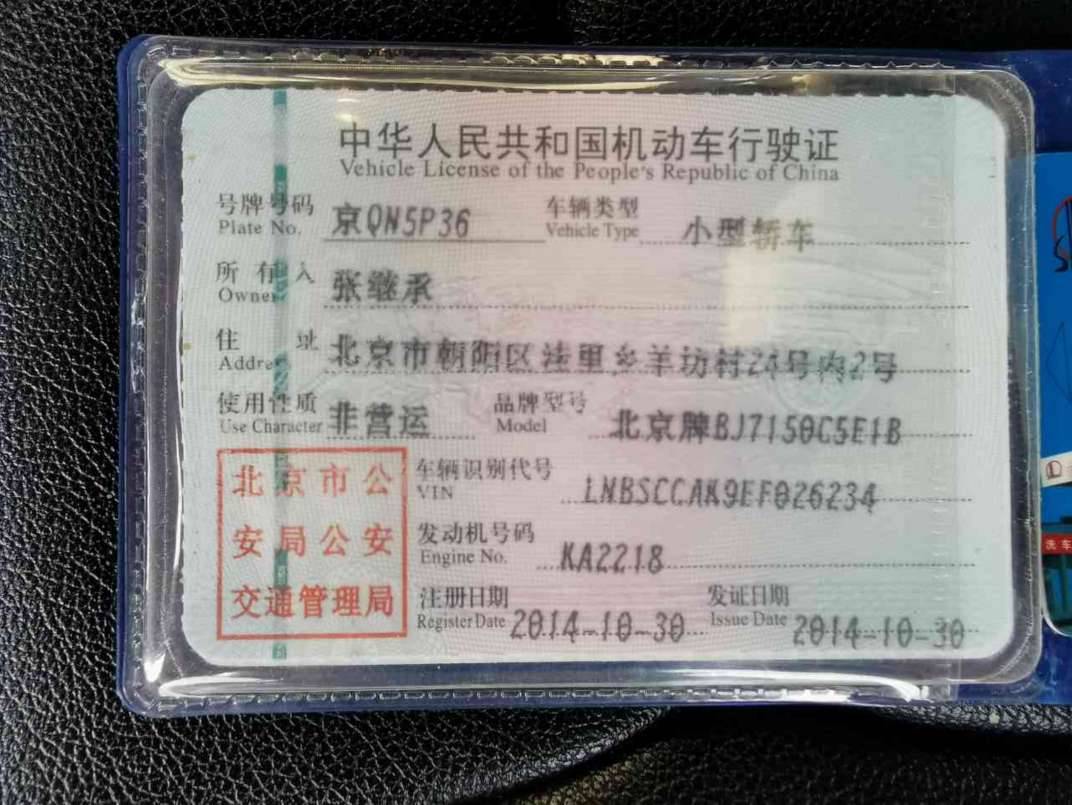 中华人民共和国机动车行驶证
Vehicle License of the People's Republic of China
号牌号码 京QN5P36 车辆类型 小型轿车
Plate No. Vehicle Type
所有人 张继承
Owner
住址 北京市朝阳区洼里乡羊坊村24号内2号
Address
使用性质 非营运 品牌型号 北京牌BJ7150C5E1B
Use Character Model
北京市公
安局公安
交通管理局
车辆识别代号 LNBSCCAK9EF026234
VIN
发动机号码 KA2218
Engine No.
注册日期 2014-10-30 发证日期 2014-10-30
Register Date Issue Date
洗车